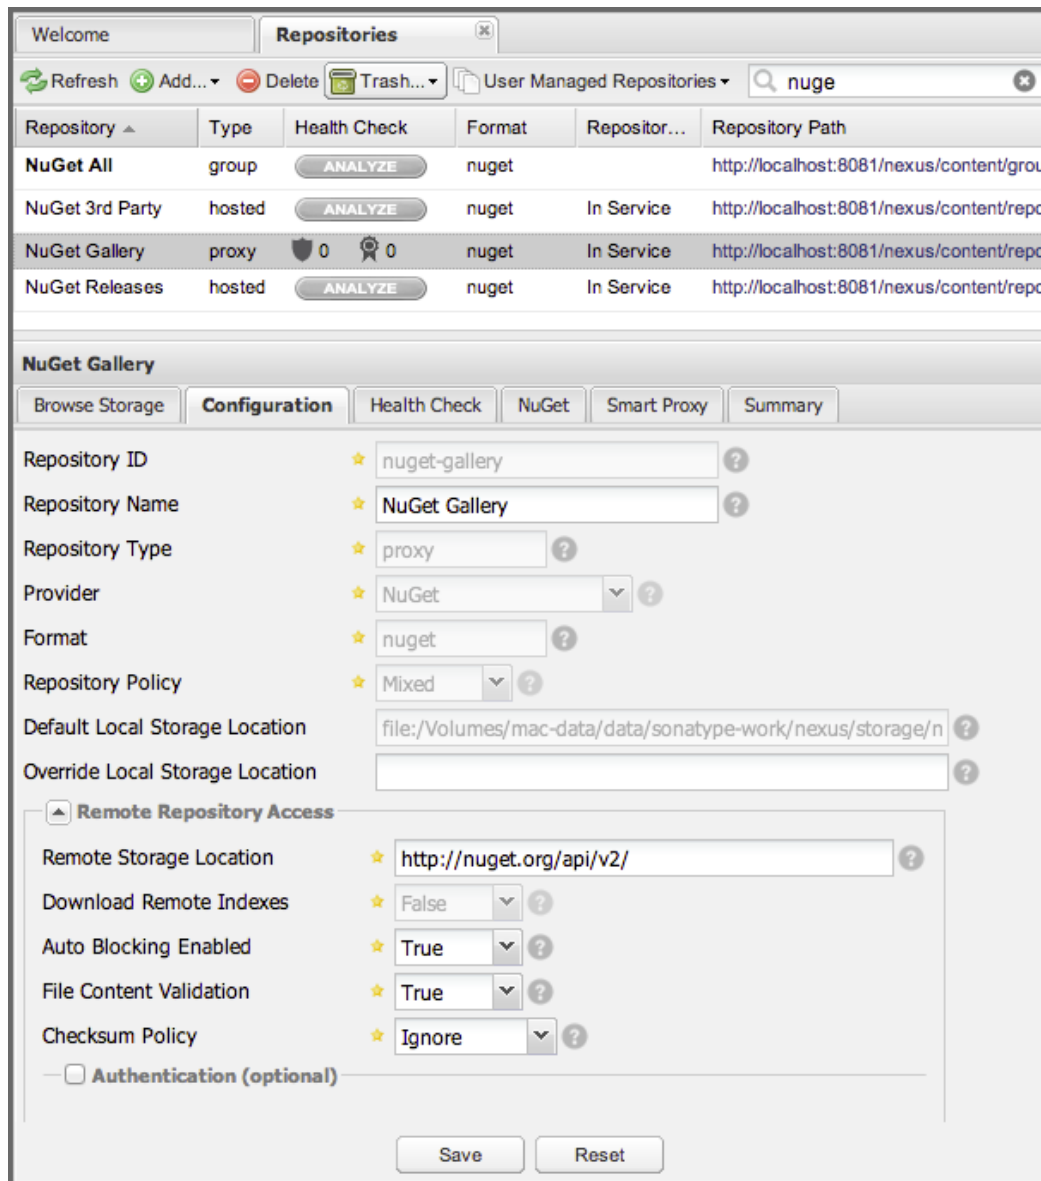 Welcome Repositories
Refresh Add... Delete Trash... User Managed Repositories nuge
Repository Type Health Check Format Repositor... Repository Path
NuGet All group ANALYZE nuget http://localhost:8081/nexus/content/grou
NuGet 3rd Party hosted ANALYZE nuget In Service http://localhost:8081/nexus/content/repo
NuGet Gallery proxy 0 0 nuget In Service http://localhost:8081/nexus/content/repo
NuGet Releases hosted ANALYZE nuget In Service http://localhost:8081/nexus/content/repo
NuGet Gallery
Browse Storage Configuration Health Check NuGet Smart Proxy Summary
Repository ID nuget-gallery
Repository Name NuGet Gallery
Repository Type proxy
Provider NuGet
Format nuget
Repository Policy Mixed
Default Local Storage Location file:/Volumes/mac-data/data/sonatype-work/nexus/storage/n
Override Local Storage Location
Remote Repository Access
Remote Storage Location http://nuget.org/api/v2/
Download Remote Indexes False
Auto Blocking Enabled True
File Content Validation True
Checksum Policy Ignore
Authentication (optional)
Save Reset